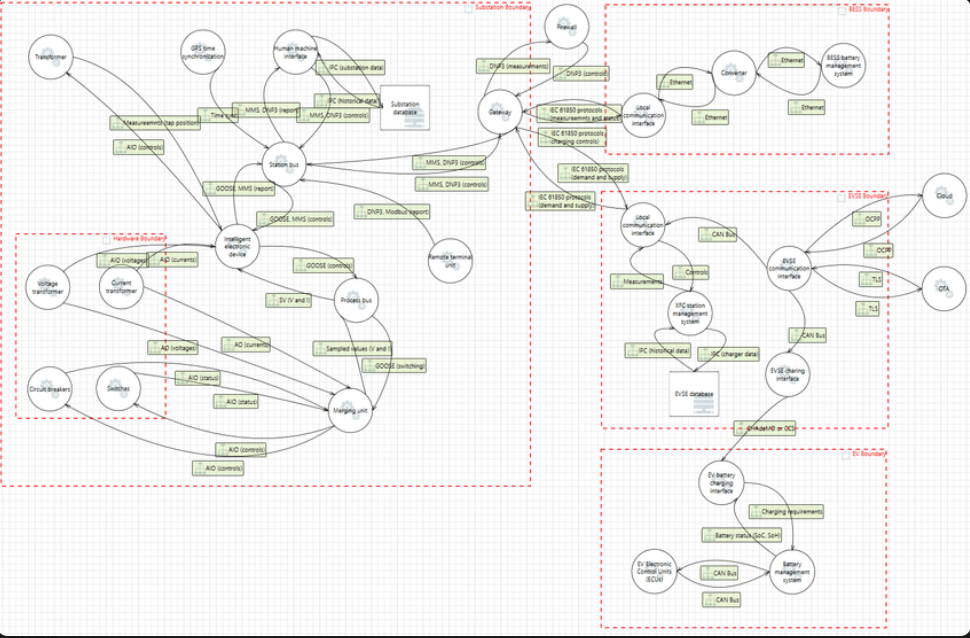 Substation Boundary
BESS Boundary
Firewall
Transformer
GPS time
synchronization
Human machine
interface
IPC (substation data)
DNP3 (measurements)
DNP3 (controls)
Ethernet
Converter
Ethernet
BESS battery
management
system
IPC (historical data)
Substation
database
Gateway
IEC 61850 protocols
(measurements and status)
Local
communication
interface
Ethernet
Ethernet
Measurements (tap position)
Time sync
MMS, DNP3 (report)
MMS, DNP3 (controls)
IEC 61850 protocols
(charging controls)
AIO (controls)
Station bus
MMS, DNP3 (controls)
MMS, DNP3 (controls)
IEC 61850 protocols
(demand and supply)
GOOSE, MMS (report)
IEC 61850 protocols
(demand and supply)
EVSE Boundary
Cloud
GOOSE, MMS (controls)
DNP3, Modbus (report)
Local
communication
interface
CAN Bus
OCPP
OCPP
Hardware Boundary
Intelligent
electronic
device
AIO (voltages)
AIO (currents)
GOOSE (controls)
Remote terminal
unit
Measurements
Controls
EVSE
communication
interface
TLS
OTA
TLS
Voltage
transformer
Current
transformer
SV (V and I)
Process bus
XFC station
management
system
CAN Bus
AIO (voltages)
AIO (currents)
Sampled values (V and I)
GOOSE (switching)
IPC (historical data)
IPC (charger data)
Circuit breakers
Switches
AIO (status)
AIO (status)
Merging unit
EVSE database
EVSE charing
interface
CHAdeMO or CCS
AIO (controls)
AIO (controls)
EV Boundary
EV battery
charging
interface
Charging requirements
Battery status (SoC, SoH)
EV Electronic
Control Units
(ECUs)
CAN Bus
CAN Bus
Battery
management
system